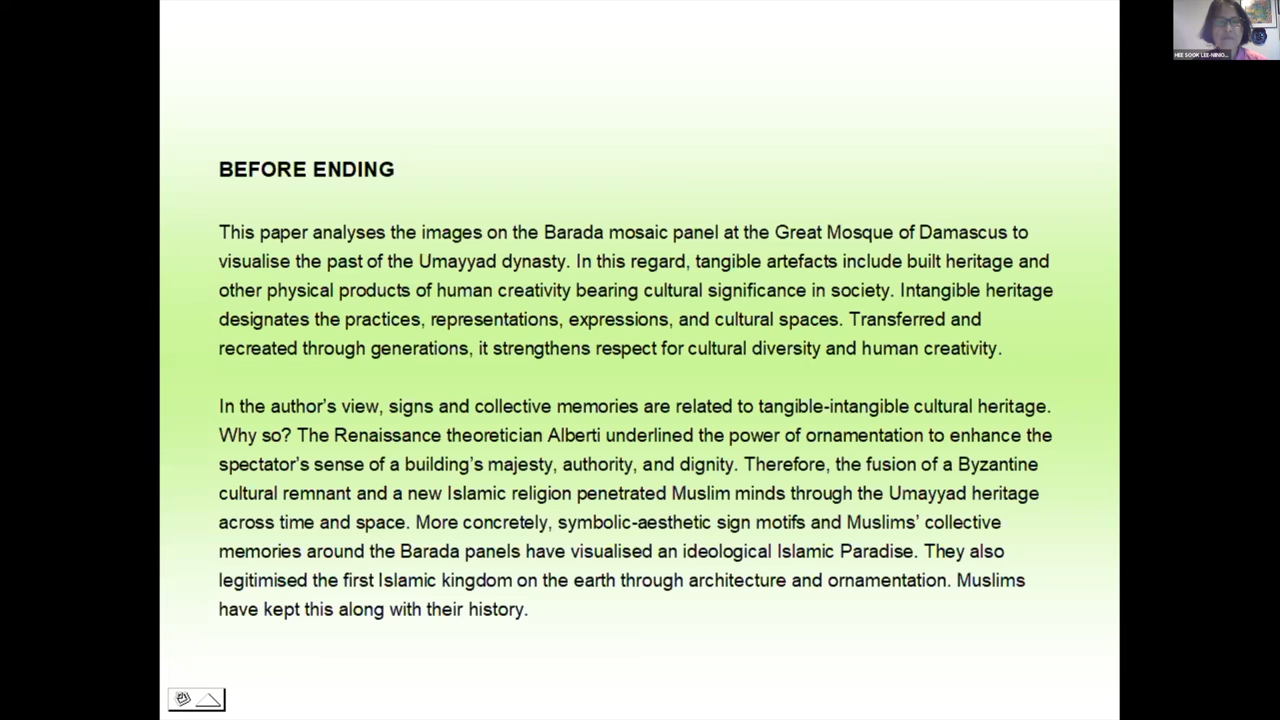 HEE SOOK LEE-NIINIO...
BEFORE ENDING
This paper analyses the images on the Barada mosaic panel at the Great Mosque of Damascus to
visualise the past of the Umayyad dynasty. In this regard, tangible artefacts include built heritage and
other physical products of human creativity bearing cultural significance in society. Intangible heritage
designates the practices, representations, expressions, and cultural spaces. Transferred and
recreated through generations, it strengthens respect for cultural diversity and human creativity.
In the author's view, signs and collective memories are related to tangible-intangible cultural heritage.
Why so? The Renaissance theoretician Alberti underlined the power of ornamentation to enhance the
spectator's sense of a building's majesty, authority, and dignity. Therefore, the fusion of a Byzantine
cultural remnant and a new Islamic religion penetrated Muslim minds through the Umayyad heritage
across time and space. More concretely, symbolic-aesthetic sign motifs and Muslims' collective
memories around the Barada panels have visualised an ideological Islamic Paradise. They also
legitimised the first Islamic kingdom on the earth through architecture and ornamentation. Muslims
have kept this along with their history.